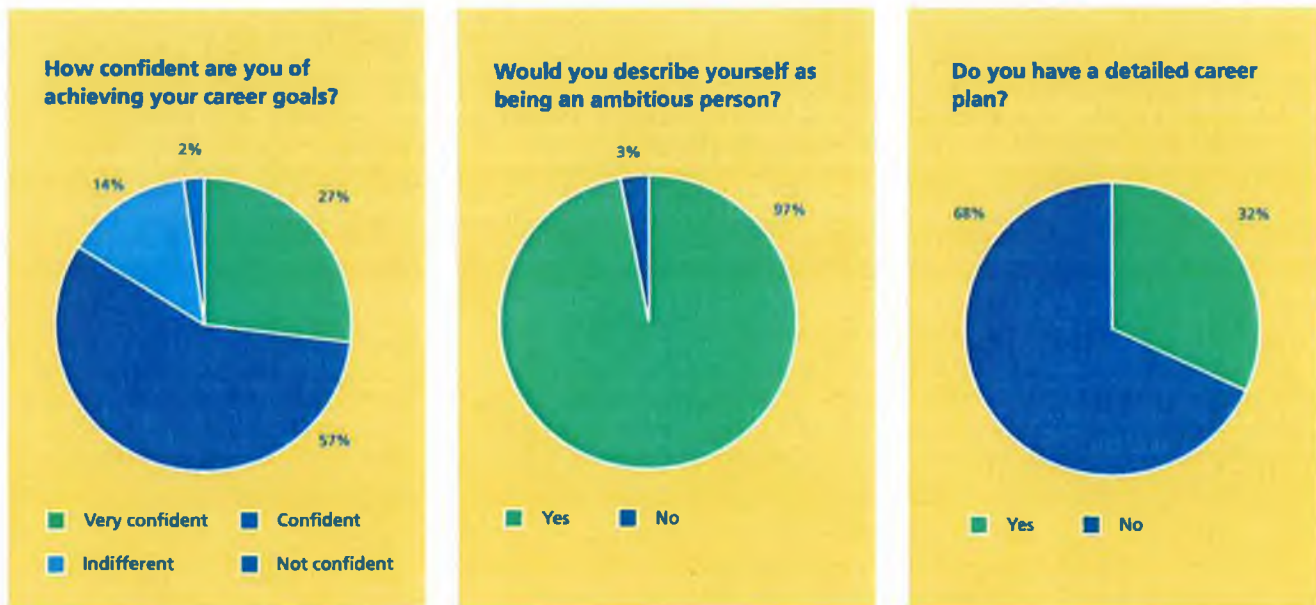 How confident are you of
achieving your career goals?
2%
14%
27%
57%
Very confident
Confident
Indifferent
Not confident
Would you describe yourself as
being an ambitious person?
3%
97%
Yes
No
Do you have a detailed career
plan?
68%
32%
Yes
No